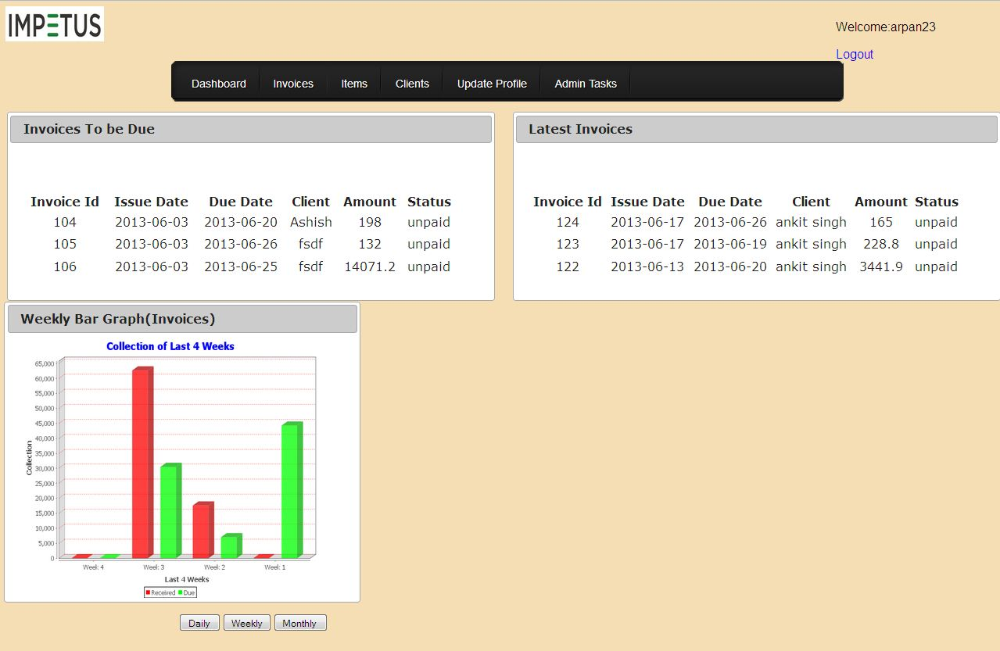 IMPETUS
Welcome:arpan23
Logout
Dashboard Invoices Items Clients Update Profile Admin Tasks
Invoices To be Due
Invoice Id Issue Date Due Date Client Amount Status
104 2013-06-03 2013-06-20 Ashish 198 unpaid
105 2013-06-03 2013-06-26 fsdf 132 unpaid
106 2013-06-03 2013-06-25 fsdf 14071.2 unpaid
Latest Invoices
Invoice Id Issue Date Due Date Client Amount Status
124 2013-06-17 2013-06-26 ankit singh 165 unpaid
123 2013-06-17 2013-06-19 ankit singh 228.8 unpaid
122 2013-06-13 2013-06-20 ankit singh 3441.9 unpaid
Weekly Bar Graph(Invoices)
Collection of Last 4 Weeks
65,000
60,000
55,000
50,000
45,000
40,000
35,000
30,000
25,000
20,000
15,000
10,000
5,000
0
Collection
Week: 4 Week: 3 Week: 2 Week: 1
Last 4 Weeks
Received Due
Daily Weekly Monthly